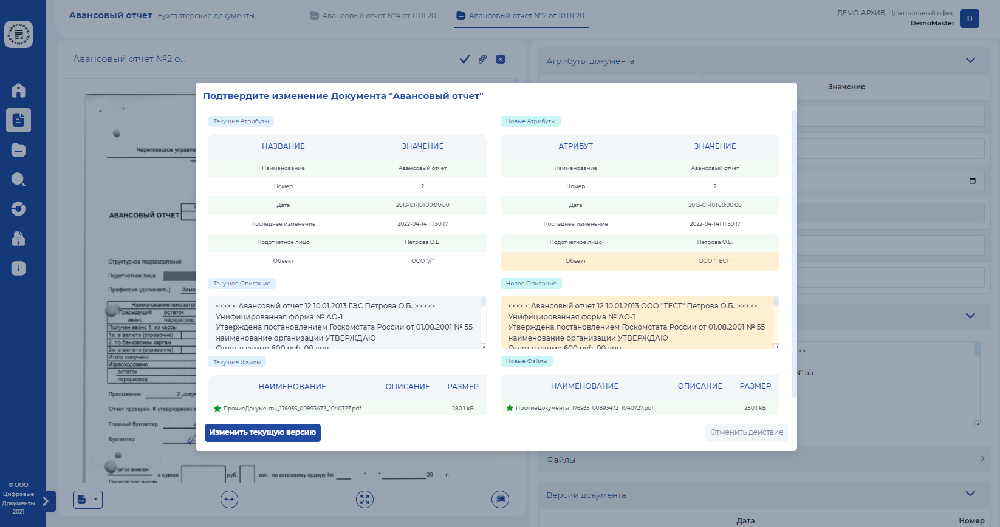 Авансовый отчет Бухгалтерские документы
Авансовый отчет №4 от 11.01.20...
Авансовый отчет №2 от 10.01.20...
ДЕМО-АРХИВ, Центральный офис
DemoMaster
D
ЦИФРОВЫЕ ДОКУМЕНТЫ
Авансовый отчет №2 о...
Атрибуты документа
Значение
Подтвердите изменение Документа "Авансовый отчет"
Текущие Атрибуты
НАЗВАНИЕ ЗНАЧЕНИЕ
Наименование Авансовый отчет
Номер 2
Дата 2013-01-10T00:00:00
Последнее изменение 2022-04-14T11:50:17
Подотчётное лицо Петрова О.Б.
Объект ООО "//"
Новые Атрибуты
АТРИБУТ ЗНАЧЕНИЕ
Наименование Авансовый отчет
Номер 2
Дата 2013-01-10T00:00:00
Последнее изменение 2022-04-14T11:50:17
Подотчётное лицо Петрова О.Б.
Объект ООО "ТЕСТ"
Текущее Описание
<<<<< Авансовый отчет 12 10.01.2013 ГЭС Петрова О.Б. >>>>>
Унифицированная форма № АО-1
Утверждена постановлением Госкомстата России от 01.08.2001 № 55
наименование организации УТВЕРЖДАЮ
Отчет в сумме 600 руб. 00 коп
Новое Описание
<<<<< Авансовый отчет 12 10.01.2013 ООО "ТЕСТ" Петрова О.Б. >>>>>
Унифицированная форма № АО-1
Утверждена постановлением Госкомстата России от 01.08.2001 № 55
наименование организации УТВЕРЖДАЮ
Отчет в сумме 600 руб. 00 коп
Текущие Файлы
НАИМЕНОВАНИЕ ОПИСАНИЕ РАЗМЕР
ПрочиеДокументы_176935_00893472_1040727.pdf 280.1 kB
Новые Файлы
НАИМЕНОВАНИЕ ОПИСАНИЕ РАЗМЕР
ПрочиеДокументы_176935_00893472_1040727.pdf 280.1 kB
Изменить текущую версию
Отменить действие
Череповецкое управле
АВАНСОВЫЙ ОТЧЕТ
Структурное подразделение
Подотчетное лицо
Профессия (должность) Заме
Наименование показател
Предыдущий остаток
аванс перерасход
Получен аванс 1. из кассы
1а. в валюте (справочно)
2. по банковским картам
2а. в валюте (справочно)
Итого получено
Израсходовано
остаток
перерасход
Приложение 2 докум
Отчет проверен. К утверждению в
Главный бухгалтер
Бухгалтер
статок внесен в сумме руб. коп. по кассовому ордеру № " " 20 г.
Перерасход выдан
>>
№ 55
Файлы
Версии документа
Дата Номер
PDF
© ООО
Цифровые
Документы
2021